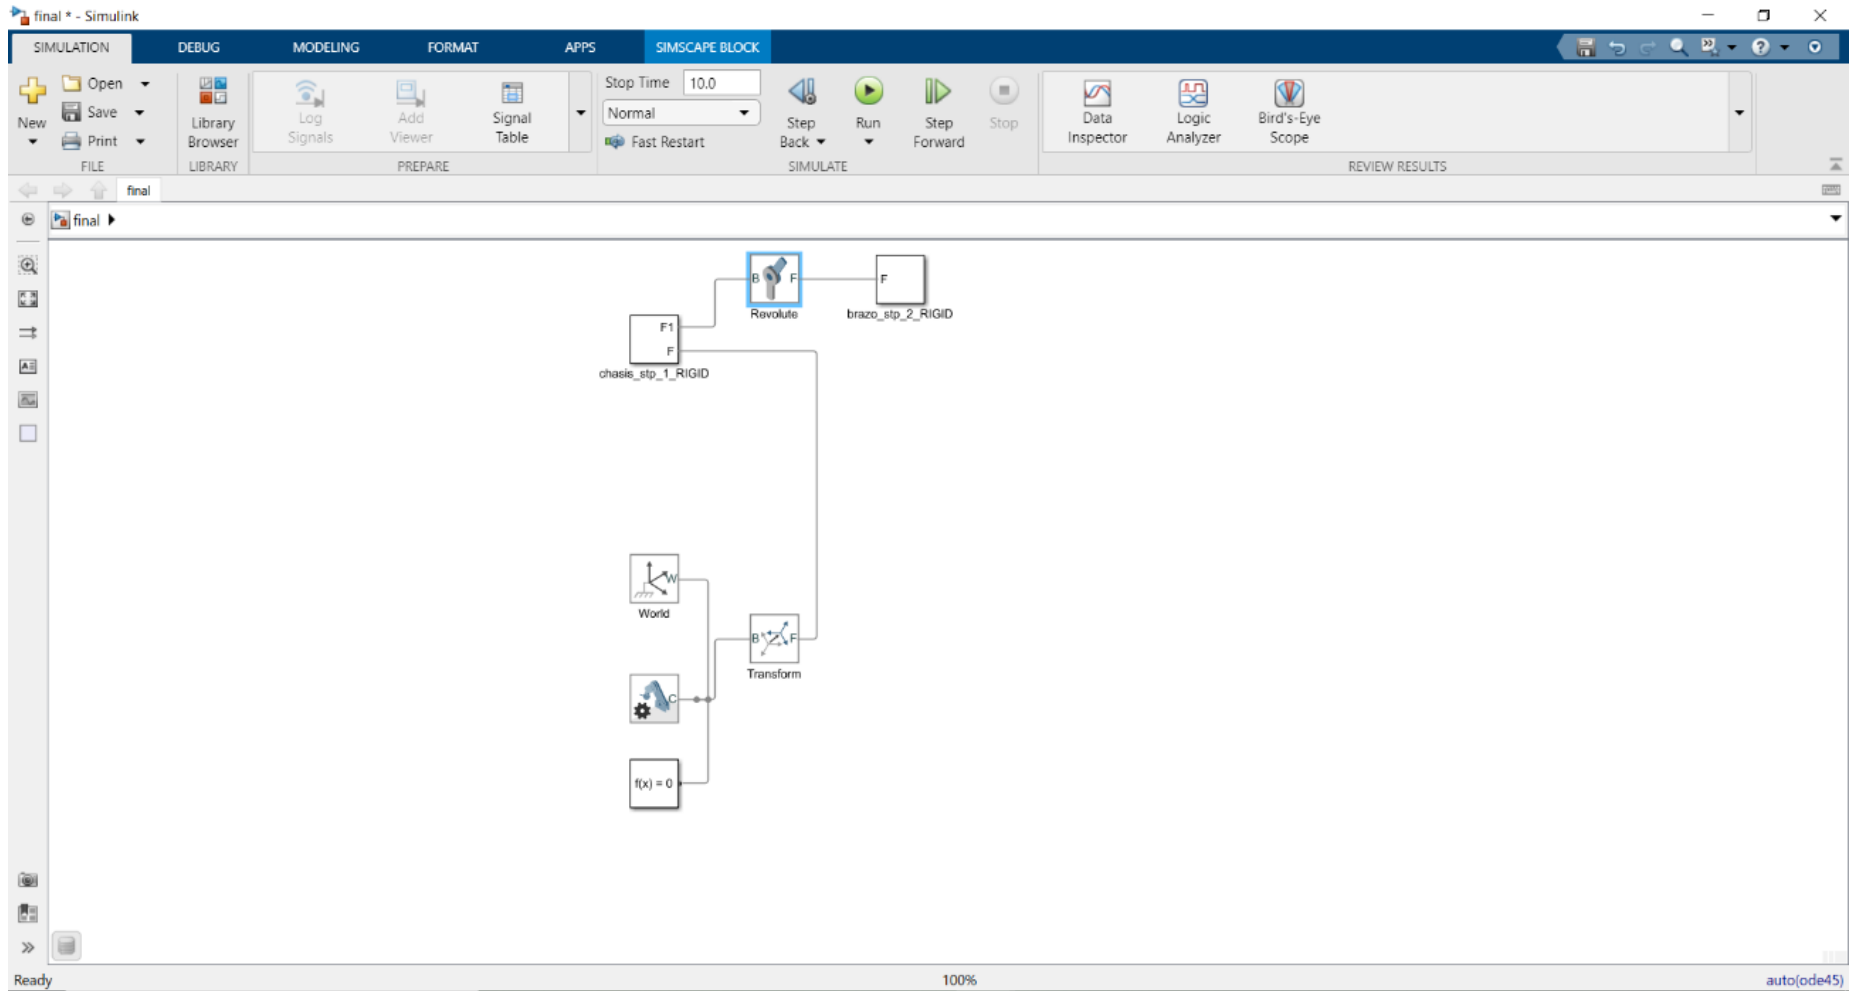 final * - Simulink
SIMULATION DEBUG MODELING FORMAT APPS SIMSCAPE BLOCK
New
Open
Save
Print
FILE
Library
Browser
LIBRARY
Log
Signals
Add
Viewer
Signal
Table
PREPARE
Stop Time 10.0
Normal
Fast Restart
Step
Back
Run
Step
Forward
Stop
SIMULATE
Data
Inspector
Logic
Analyzer
Bird's-Eye
Scope
REVIEW RESULTS
final
final
B F
Revolute
F
brazo_stp_2_RIGID
F1
F
chasis_stp_1_RIGID
W
World
B F
Transform
C
f(x) = 0
Ready 100% auto(ode45)